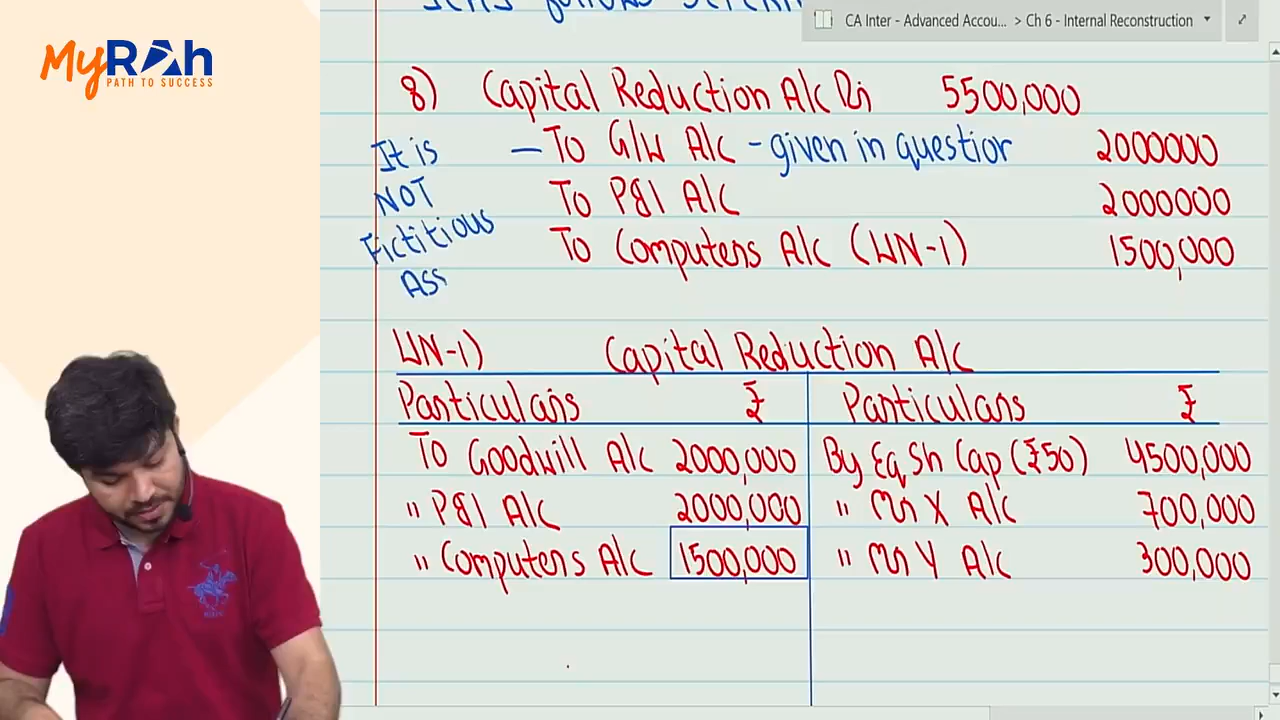 MyRAh
PATH TO SUCCESS
CA Inter - Advanced Accou... > Ch 6 - Internal Reconstruction
8) Capital Reduction A/c Dr 5500,000
It is NOT Fictitious Ass
- To G/W A/c - given in question 2000000
To P&l A/c 2000000
To Computers A/c (WN-1) 1500,000
WN-1) Capital Reduction A/c
Particulars ₹ Particulars ₹
To Goodwill A/c 2000,000 By Eq Sh Cap (₹50) 4500,000
" P&l A/c 2000,000 " Mr X A/c 700,000
" Computers A/c 1500,000 " Mr Y A/c 300,000